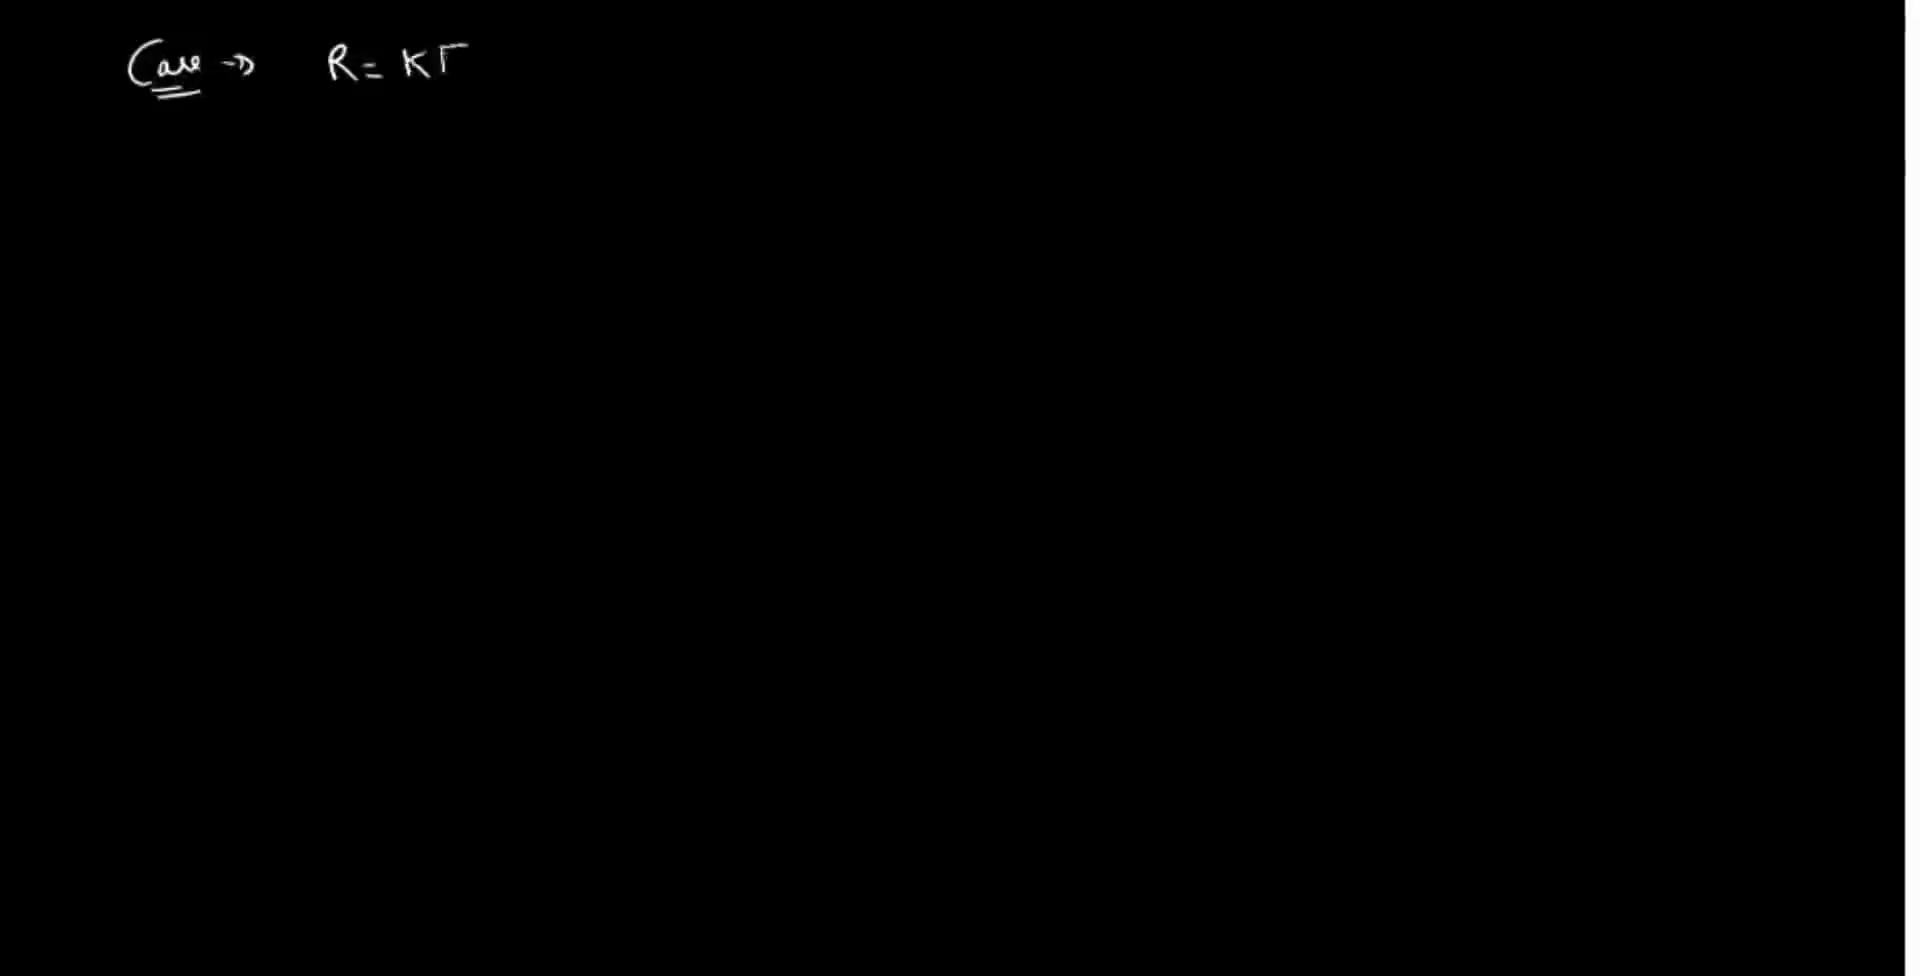 Case → R = KΓ